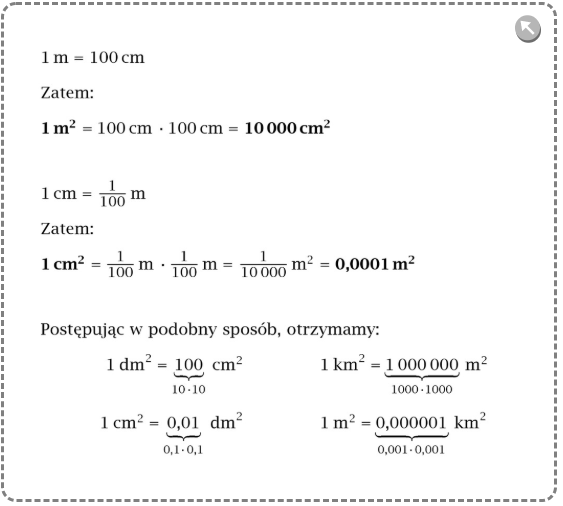 1 m = 100 cm
Zatem:
1 m² = 100 cm · 100 cm = 10 000 cm²
1 cm = 1/100 m
Zatem:
1 cm² = 1/100 m · 1/100 m = 1/10 000 m² = 0,0001 m²
Postępując w podobny sposób, otrzymamy:
1 dm² = 100 cm² 1 km² = 1 000 000 m²
10 · 10 1000 · 1000
1 cm² = 0,01 dm² 1 m² = 0,000001 km²
0,1 · 0,1 0,001 · 0,001